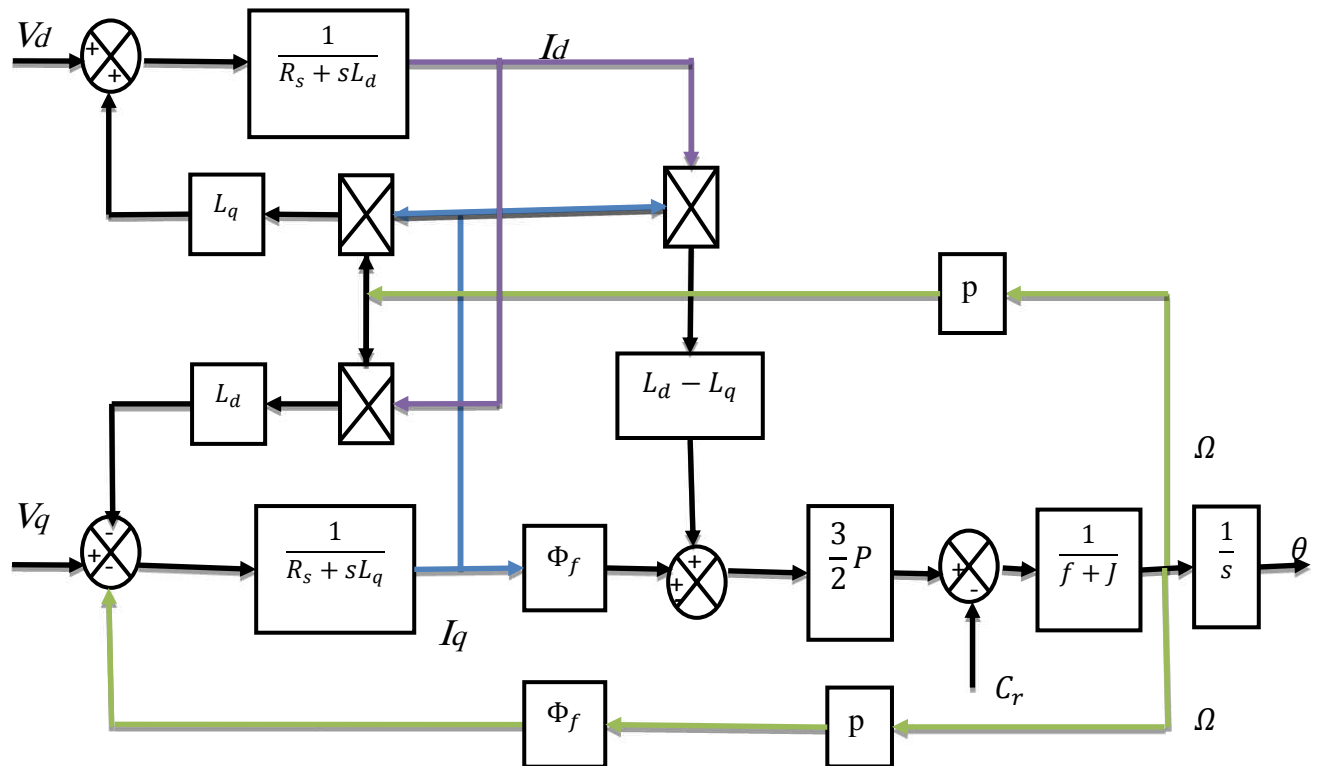 Vd
+
+
1
R_s + sL_d
Id
L_q
p
L_d − L_q
L_d
Ω
Vq
-
+
-
1
R_s + sL_q
Iq
Φ_f
+
+
-
3
2
P
+
-
1
f + J
1
s
θ
C_r
Φ_f
p
Ω